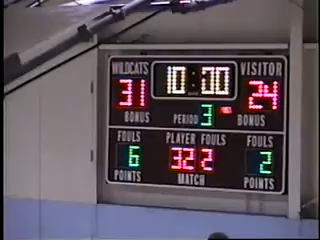 WILDCATS 10:00 VISITOR
31 24
BONUS PERIOD 3 BONUS
FOULS PLAYER FOULS FOULS
6 32 2 2
POINTS MATCH POINTS